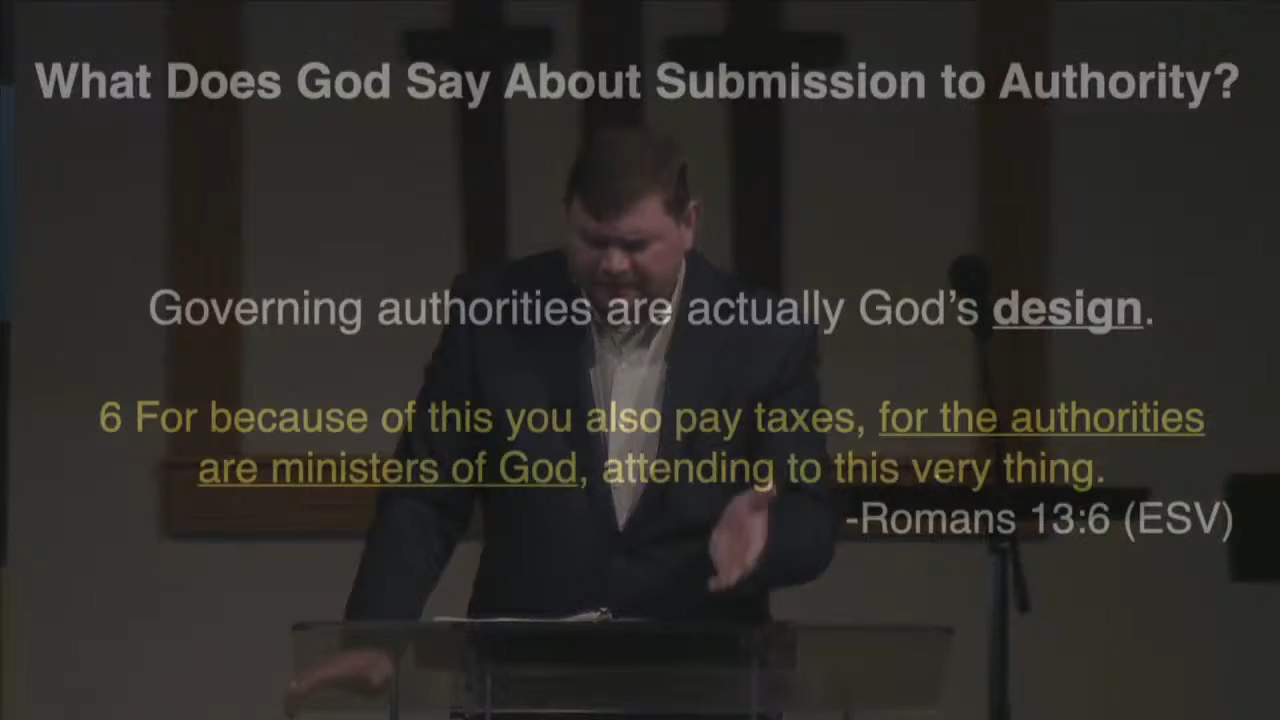 What Does God Say About Submission to Authority?
Governing authorities are actually God’s design.
6 For because of this you also pay taxes, for the authorities
are ministers of God, attending to this very thing.
-Romans 13:6 (ESV)